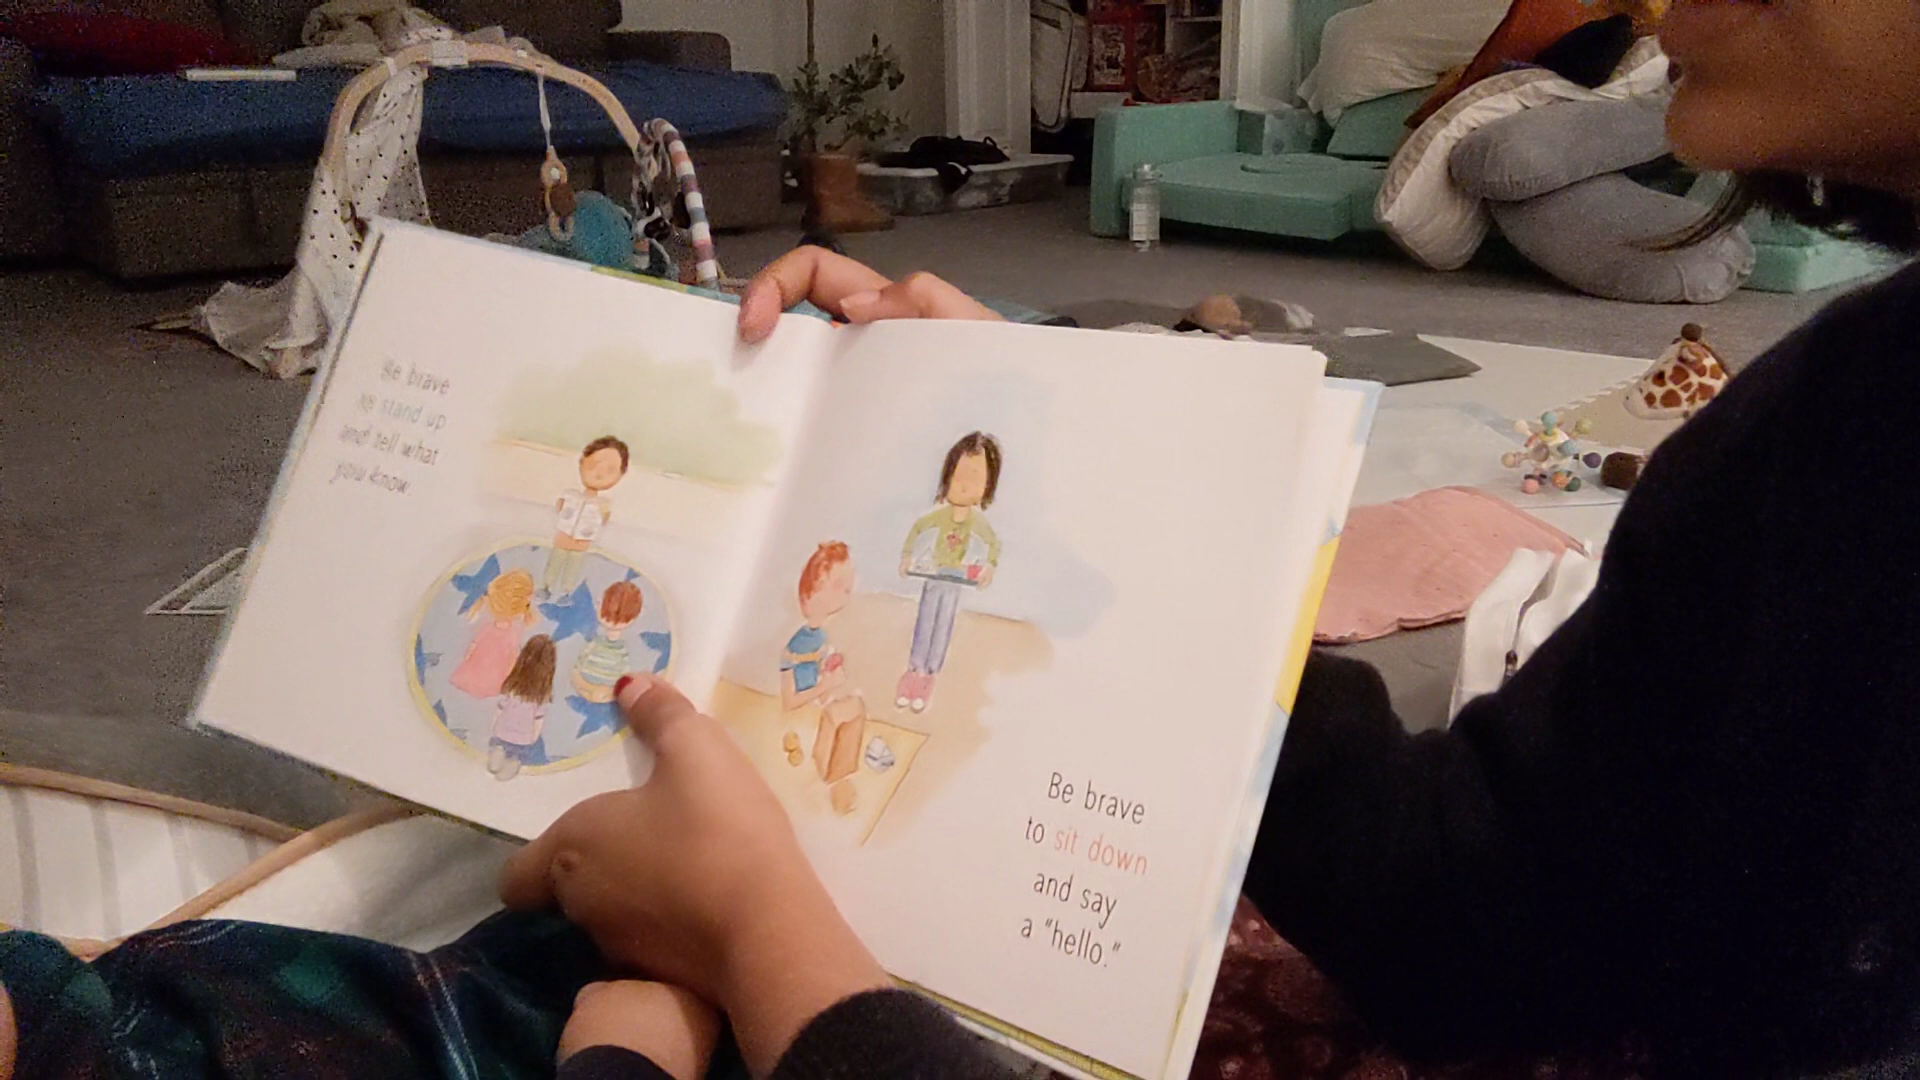 Be brave
to stand up
and tell what
you know.
Be brave
to sit down
and say
a "hello."